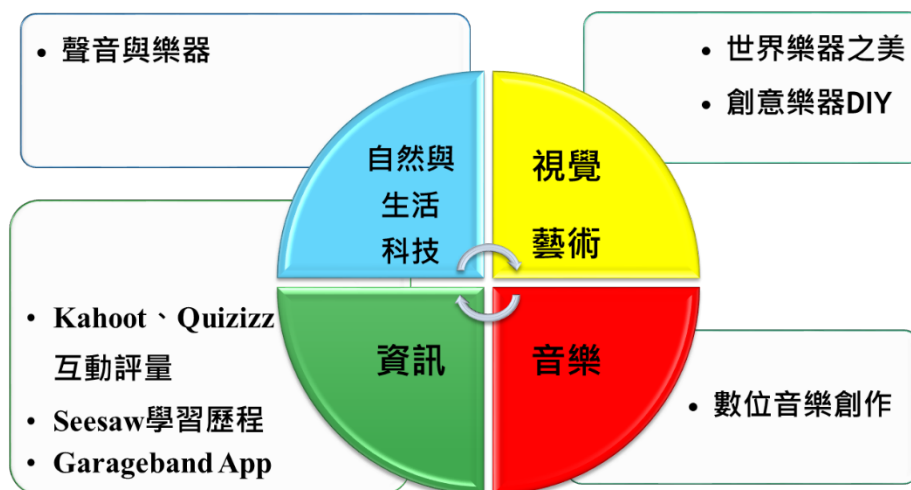 • 聲音與樂器
• 世界樂器之美
• 創意樂器DIY
自然與
生活
科技
視覺
藝術
資訊
音樂
• Kahoot、Quizizz
互動評量
• Seesaw學習歷程
• Garageband App
• 數位音樂創作